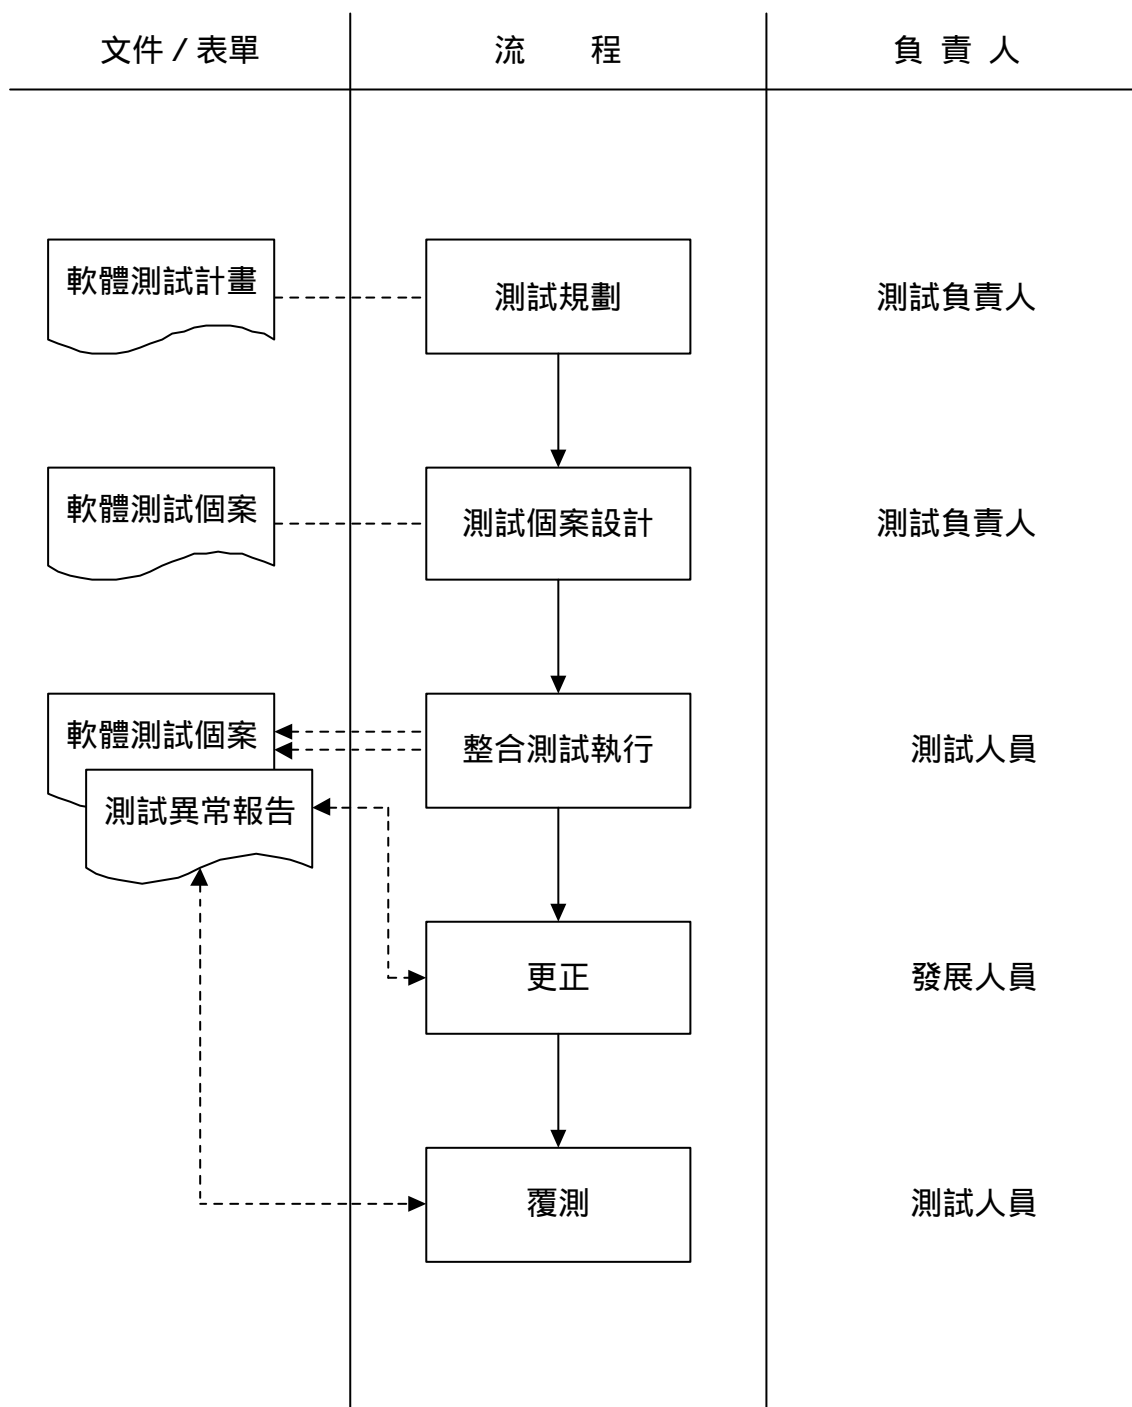 文件 / 表單
流 程
負 責 人
軟體測試計畫
測試規劃
測試負責人
軟體測試個案
測試個案設計
測試負責人
軟體測試個案
整合測試執行
測試人員
測試異常報告
更正
發展人員
覆測
測試人員